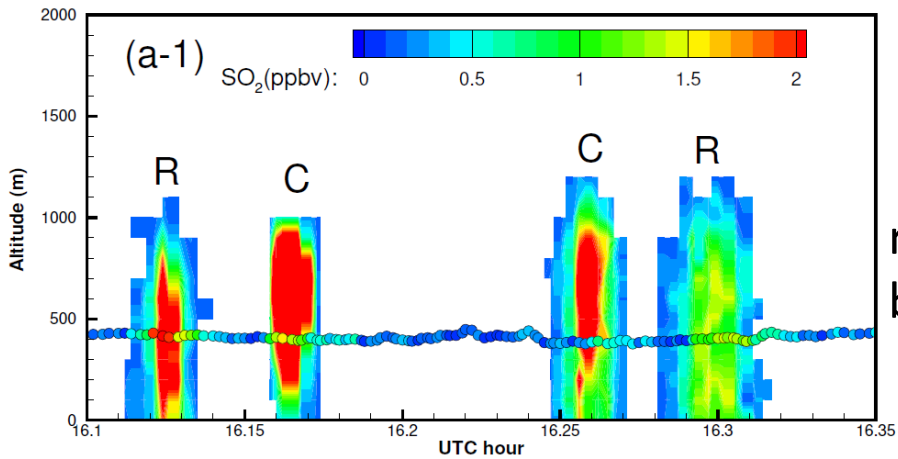 2000
(a-1)
SO2(ppbv): 0 0.5 1 1.5 2
1500
R C C R
1000
500
0
16.1 16.15 16.2 16.25 16.3 16.35
Altitude (m)
UTC hour